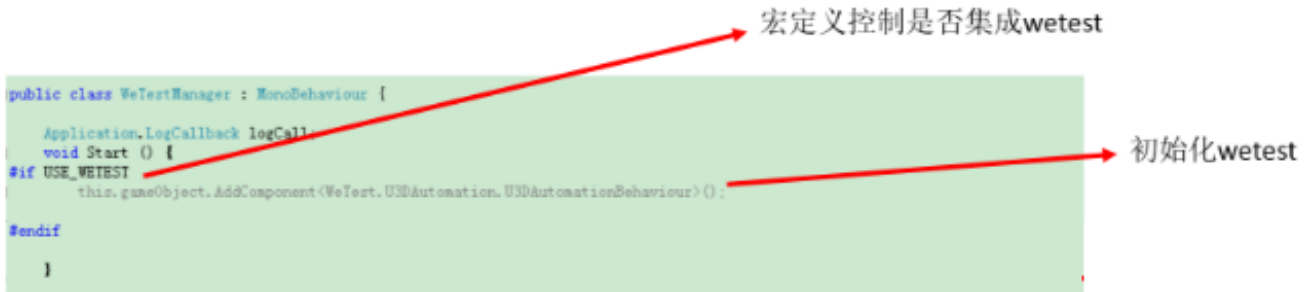 宏定义控制是否集成wetest
public class WeTestManager : MonoBehaviour {
Application.LogCallback logCall;
void Start () {
#if USE_WETEST
初始化wetest
this.gameObject.AddComponent<WeTest.U3DAutomation.U3DAutomationBehaviour>();
#endif
}